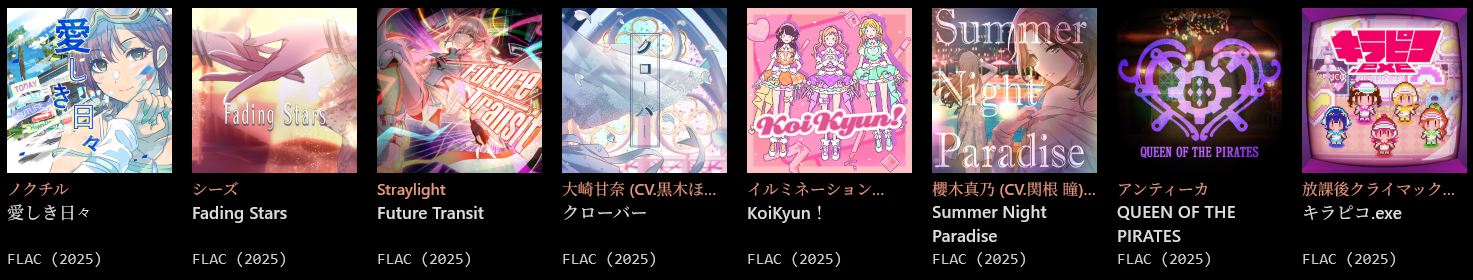 愛しき日々
TODAY
Fading Stars
Future
Transit
クローバー
KoiKyun!
Summer
Night
Paradise
QUEEN OF THE PIRATES
キラピコ
.EXE
ノクチル
愛しき日々
FLAC (2025)
シーズ
Fading Stars
FLAC (2025)
Straylight
Future Transit
FLAC (2025)
大崎甘奈 (CV.黒木ほ...
クローバー
FLAC (2025)
イルミネーション...
KoiKyun！
FLAC (2025)
櫻木真乃 (CV.関根 瞳)...
Summer Night
Paradise
FLAC (2025)
アンティーカ
QUEEN OF THE
PIRATES
FLAC (2025)
放課後クライマック...
キラピコ.exe
FLAC (2025)